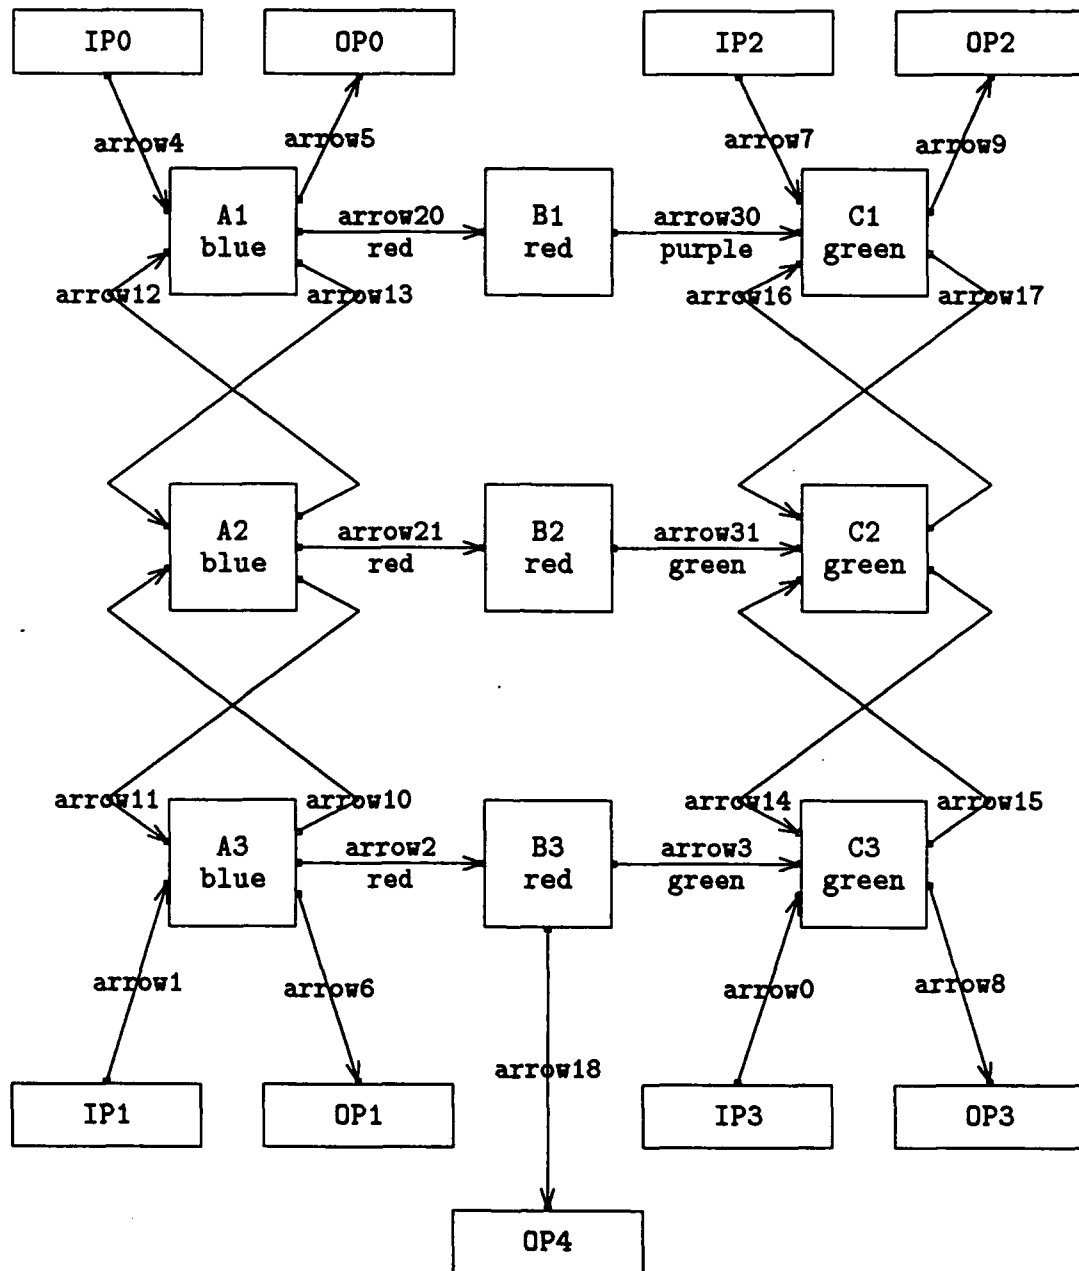 IP0
OP0
IP2
OP2
arrow4
arrow5
arrow7
arrow9
A1
blue
arrow20
red
B1
red
arrow30
purple
C1
green
arrow12
arrow13
arrow16
arrow17
A2
blue
arrow21
red
B2
red
arrow31
green
C2
green
arrow11
arrow10
arrow14
arrow15
A3
blue
arrow2
red
B3
red
arrow3
green
C3
green
arrow1
arrow6
arrow0
arrow8
arrow18
IP1
OP1
IP3
OP3
OP4